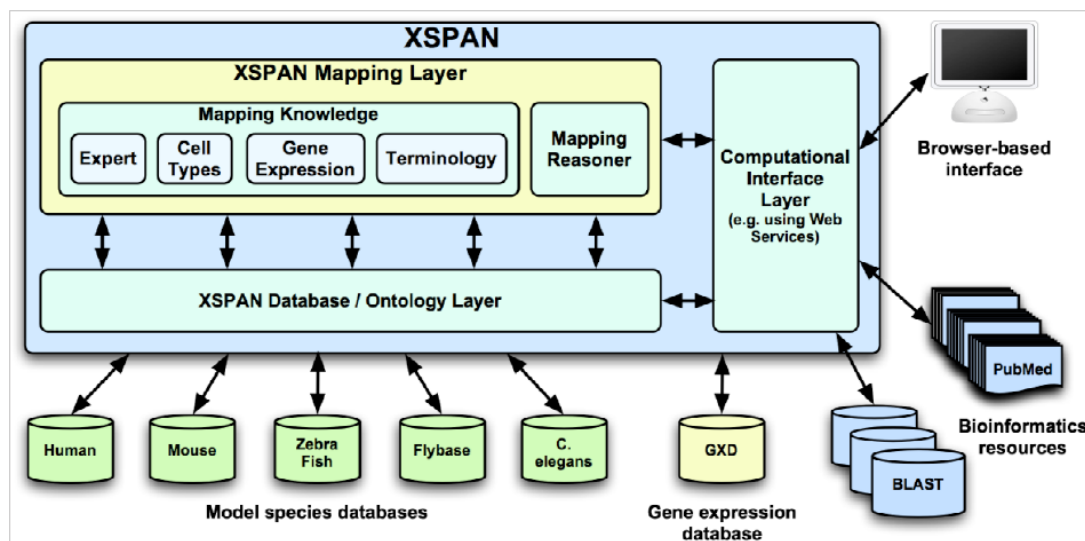 XSPAN
XSPAN Mapping Layer
Mapping Knowledge
Expert
Cell
Types
Gene
Expression
Terminology
Mapping
Reasoner
Computational
Interface
Layer
(e.g. using Web
Services)
XSPAN Database / Ontology Layer
Browser-based
interface
PubMed
Bioinformatics
resources
BLAST
Human
Mouse
Zebra
Fish
Flybase
C.
elegans
GXD
Model species databases
Gene expression
database